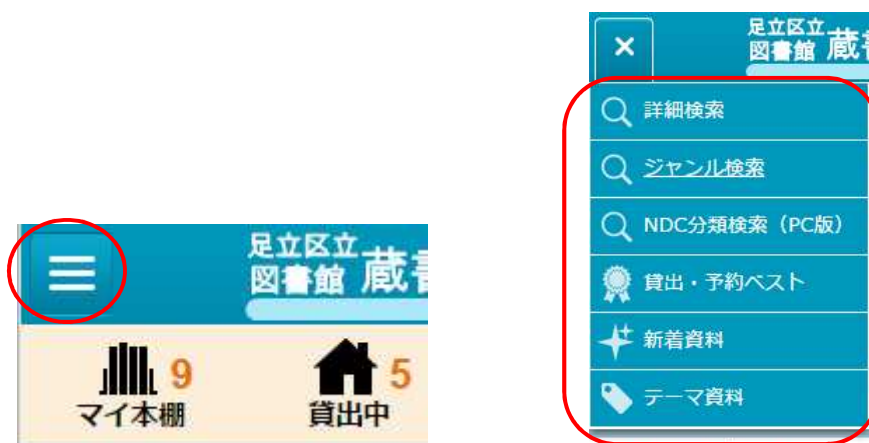 足立区立
図書館 蔵
9
マイ本棚
5
貸出中
×
足立区立
図書館 蔵
詳細検索
ジャンル検索
NDC分類検索（PC版）
貸出・予約ベスト
新着資料
テーマ資料